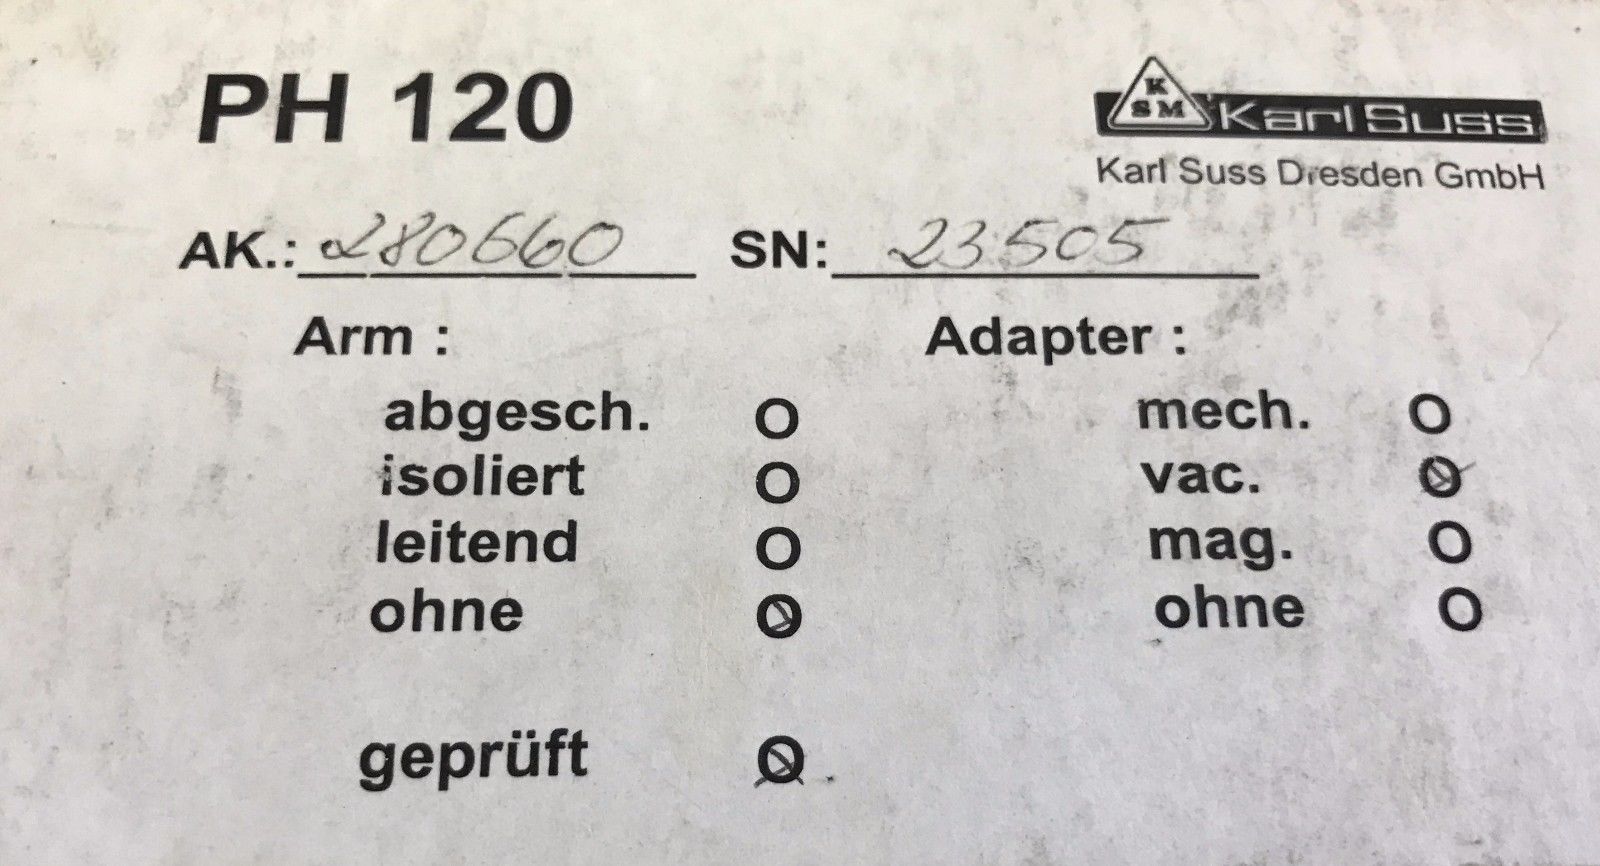 PH 120
K
SM
Karl Suss
Karl Suss Dresden GmbH
AK.: 280660 SN: 23505
Arm : Adapter :
abgesch. O mech. O
isoliert O vac. O
leitend O mag. O
ohne O ohne O
geprüft O